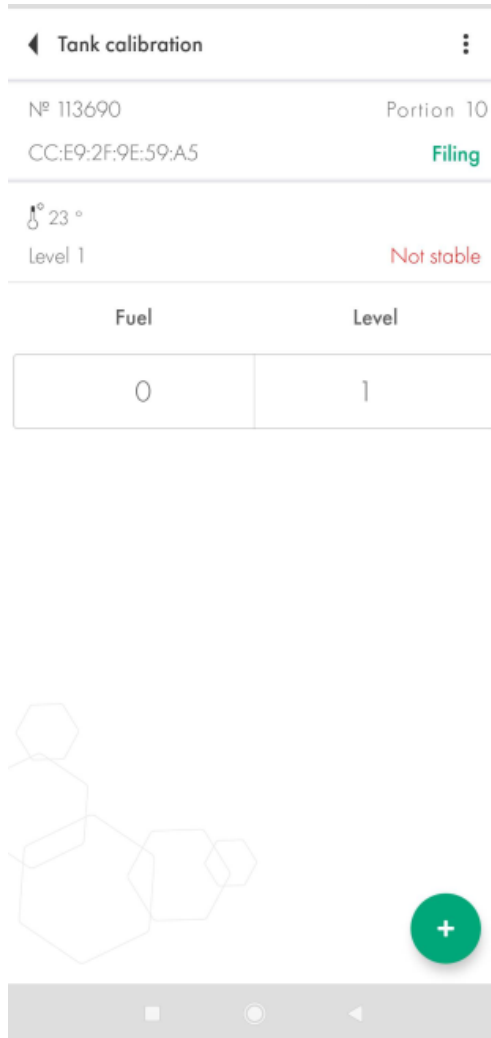 Tank calibration
Nº 113690 Portion 10
CC:E9:2F:9E:59:A5 Filing
23 °
Level 1 Not stable
Fuel Level
0 1
+